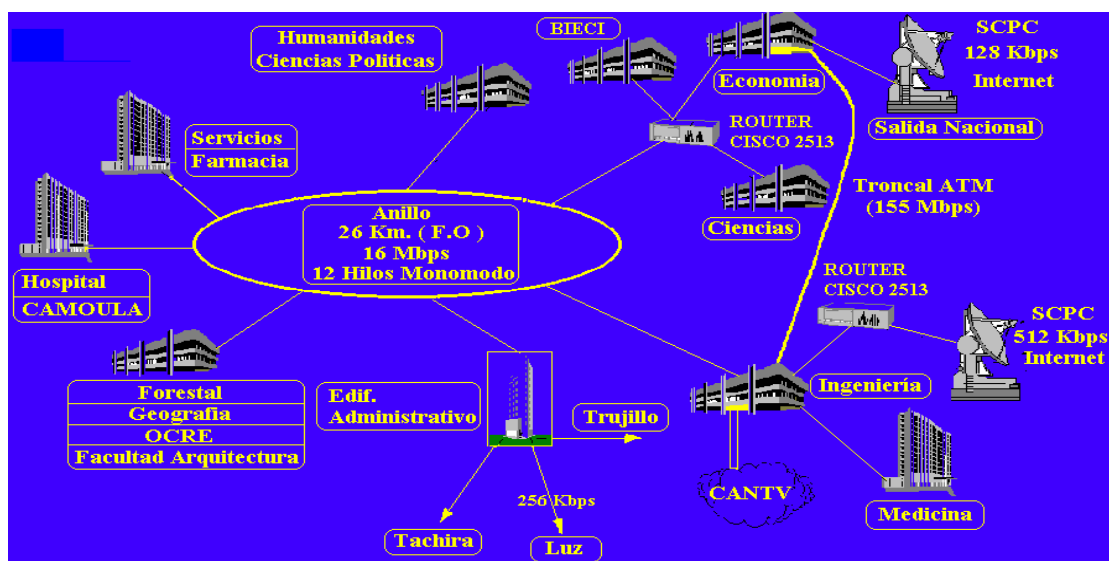 Humanidades
Ciencias Politicas
BIECI
Economia
SCPC
128 Kbps
Internet
Salida Nacional
Servicios
Farmacia
ROUTER
CISCO 2513
Ciencias
Troncal ATM
(155 Mbps)
Anillo
26 Km. ( F.O )
16 Mbps
12 Hilos Monomodo
Hospital
CAMOULA
ROUTER
CISCO 2513
SCPC
512 Kbps
Internet
Ingeniería
Forestal
Geografía
OCRE
Facultad Arquitectura
Edif.
Administrativo
Trujillo
CANTV
Medicina
256 Kbps
Tachira
Luz